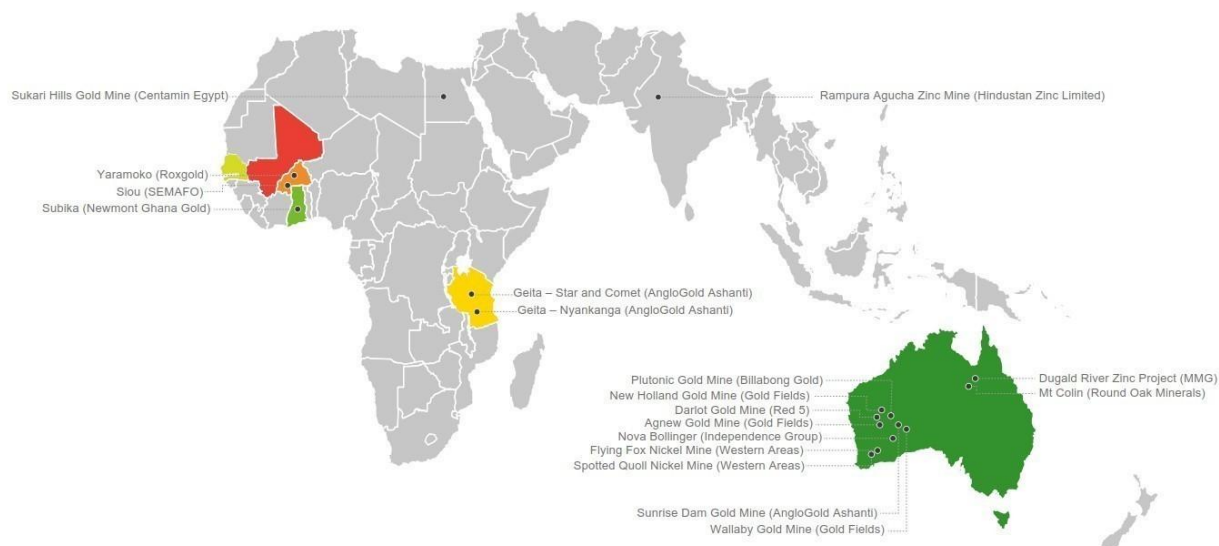 Sukari Hills Gold Mine (Centamin Egypt)
Rampura Agucha Zinc Mine (Hindustan Zinc Limited)
Yaramoko (Roxgold)
Siou (SEMAFO)
Subika (Newmont Ghana Gold)
Geita – Star and Comet (AngloGold Ashanti)
Geita – Nyankanga (AngloGold Ashanti)
Plutonic Gold Mine (Billabong Gold)
New Holland Gold Mine (Gold Fields)
Darlot Gold Mine (Red 5)
Agnew Gold Mine (Gold Fields)
Nova Bollinger (Independence Group)
Flying Fox Nickel Mine (Western Areas)
Spotted Quoll Nickel Mine (Western Areas)
Dugald River Zinc Project (MMG)
Mt Colin (Round Oak Minerals)
Sunrise Dam Gold Mine (AngloGold Ashanti)
Wallaby Gold Mine (Gold Fields)